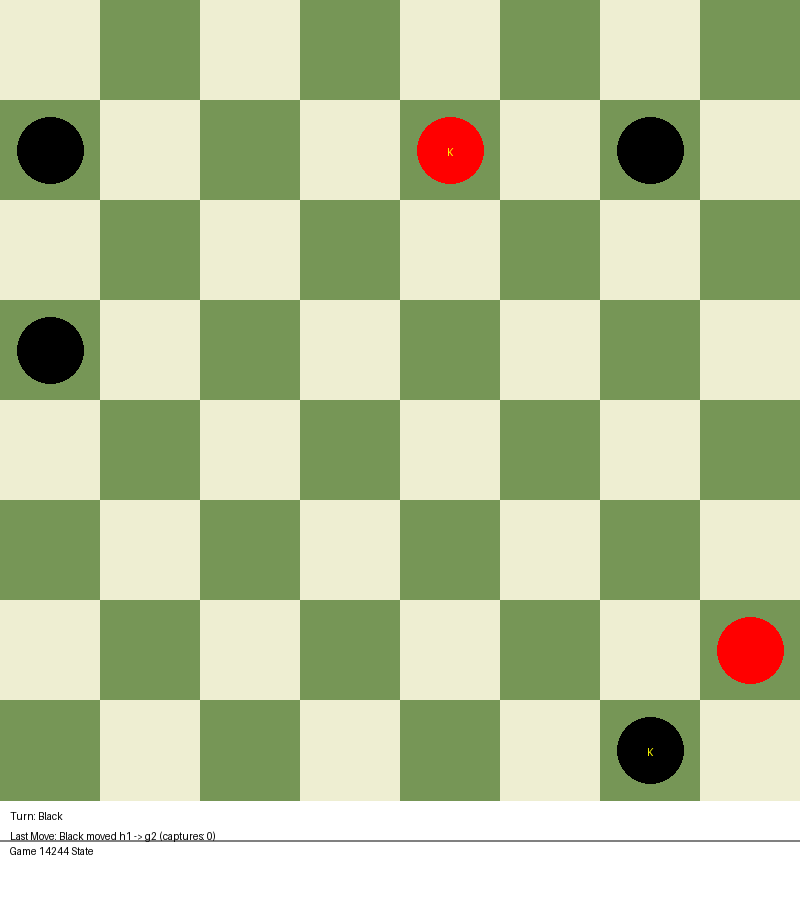 K
K
Turn: Black
Last Move: Black moved h1 -> g2 (captures: 0)
Game 14244 State